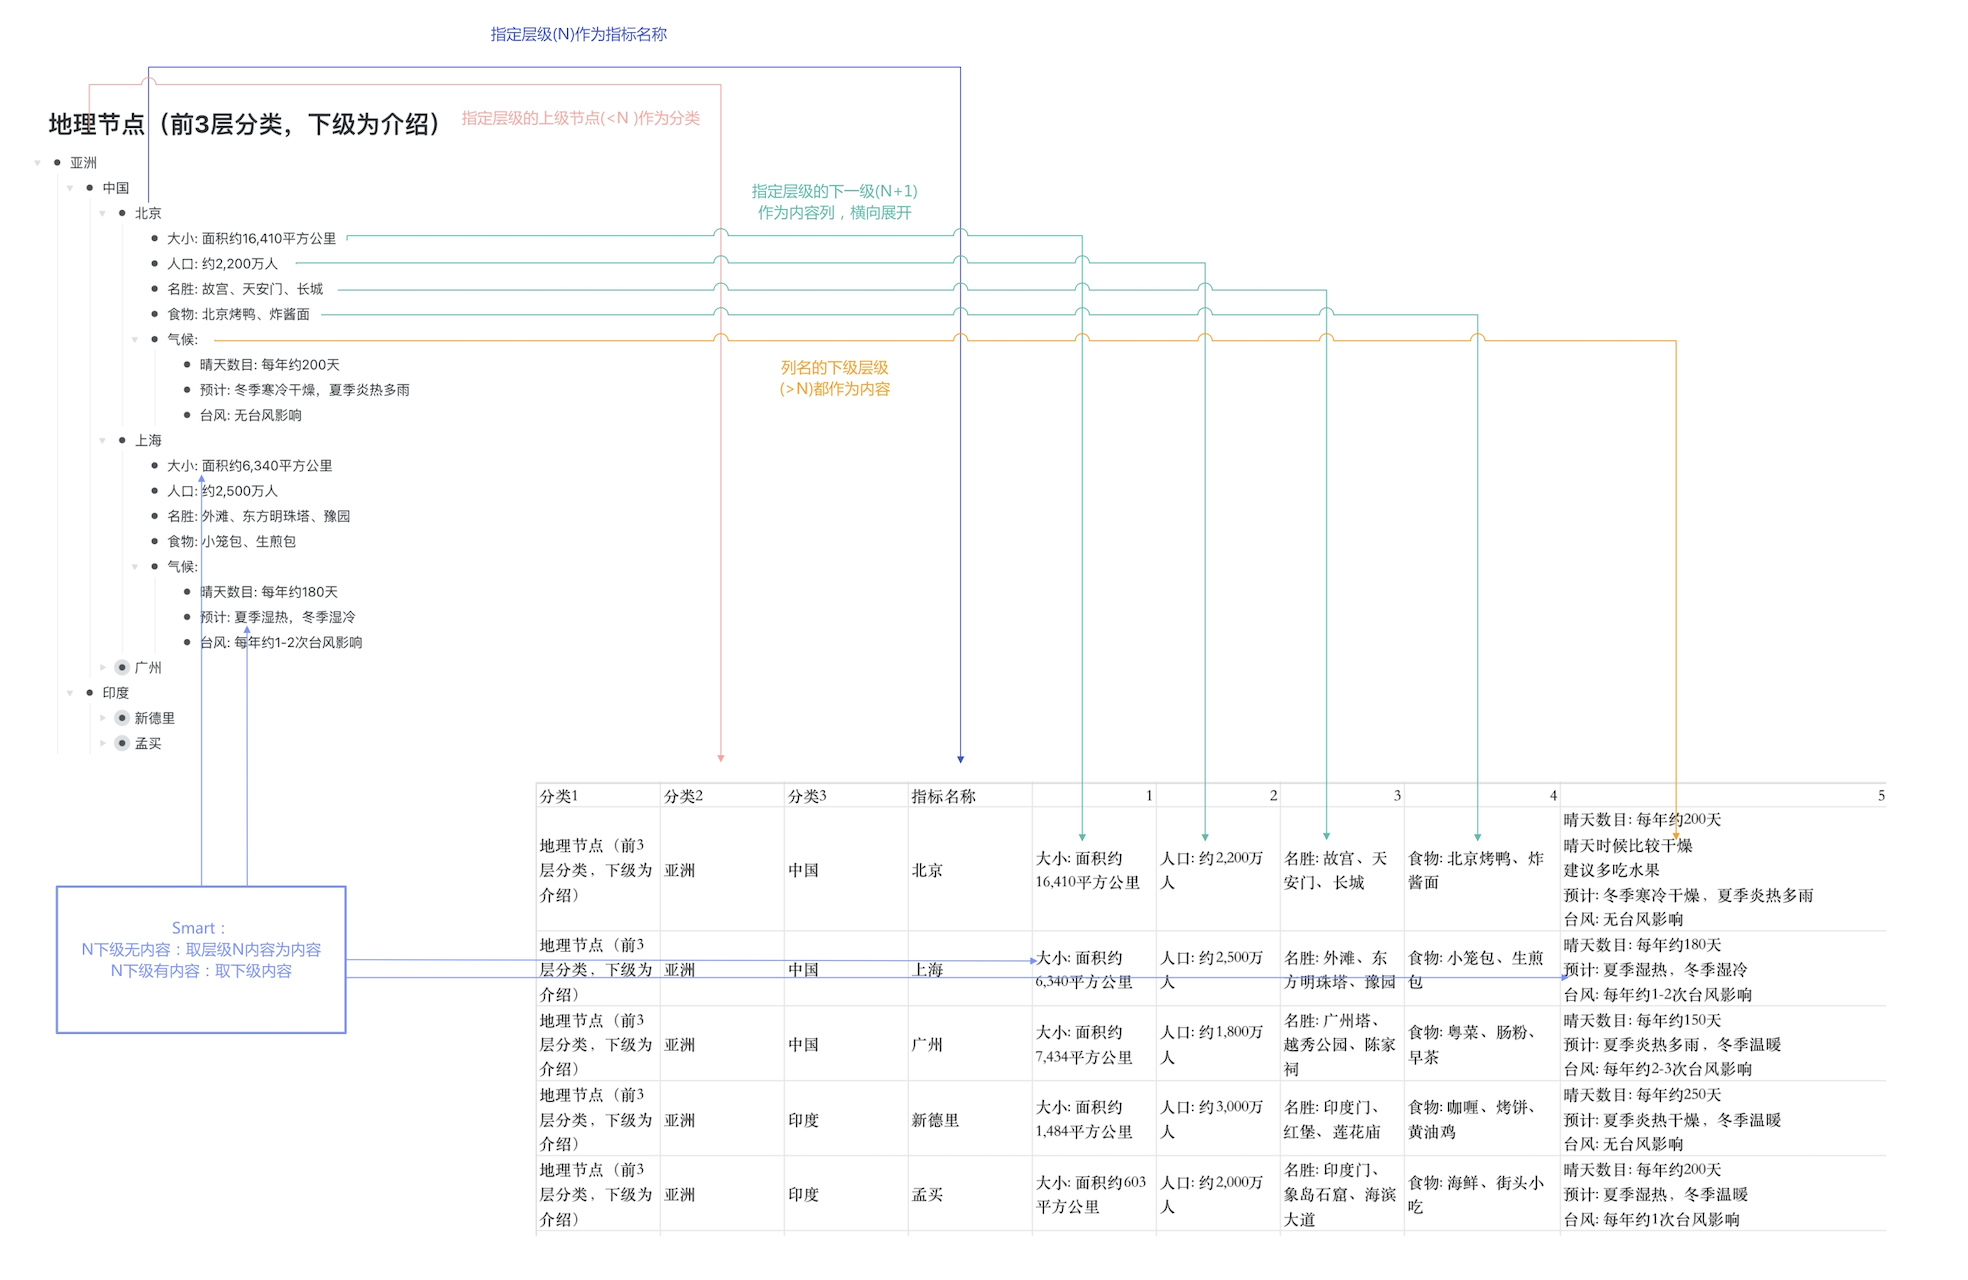 指定层级(N)作为指标名称
指定层级的上级节点(<N )作为分类
地理节点（前3层分类，下级为介绍）
亚洲
中国
北京
大小: 面积约16,410平方公里
人口: 约2,200万人
名胜: 故宫、天安门、长城
食物: 北京烤鸭、炸酱面
气候:
晴天数目: 每年约200天
预计: 冬季寒冷干燥，夏季炎热多雨
台风: 无台风影响
上海
大小: 面积约6,340平方公里
人口: 约2,500万人
名胜: 外滩、东方明珠塔、豫园
食物: 小笼包、生煎包
气候:
晴天数目: 每年约180天
预计: 夏季湿热，冬季湿冷
台风: 每年约1-2次台风影响
广州
印度
新德里
孟买
指定层级的下一级(N+1)
作为内容列，横向展开
列名的下级层级
(>N)都作为内容
Smart：
N下级无内容：取层级N内容为内容
N下级有内容：取下级内容
分类1 分类2 分类3 指标名称 1 2 3 4 5
地理节点（前3
层分类，下级为
介绍）
亚洲
中国
北京
大小: 面积约
16,410平方公里
人口: 约2,200万
人
名胜: 故宫、天
安门、长城
食物: 北京烤鸭、炸
酱面
晴天数目: 每年约200天
晴天时候比较干燥
建议多吃水果
预计: 冬季寒冷干燥，夏季炎热多雨
台风: 无台风影响
地理节点（前3
层分类，下级为
介绍）
亚洲
中国
上海
大小: 面积约
6,340平方公里
人口: 约2,500万
人
名胜: 外滩、东
方明珠塔、豫园
食物: 小笼包、生煎
包
晴天数目: 每年约180天
预计: 夏季湿热，冬季湿冷
台风: 每年约1-2次台风影响
地理节点（前3
层分类，下级为
介绍）
亚洲
中国
广州
大小: 面积约
7,434平方公里
人口: 约1,800万
人
名胜: 广州塔、
越秀公园、陈家
祠
食物: 粤菜、肠粉、
早茶
晴天数目: 每年约150天
预计: 夏季炎热多雨，冬季温暖
台风: 每年约2-3次台风影响
地理节点（前3
层分类，下级为
介绍）
亚洲
印度
新德里
大小: 面积约
1,484平方公里
人口: 约3,000万
人
名胜: 印度门、
红堡、莲花庙
食物: 咖喱、烤饼、
黄油鸡
晴天数目: 每年约250天
预计: 夏季炎热干燥，冬季温暖
台风: 无台风影响
地理节点（前3
层分类，下级为
介绍）
亚洲
印度
孟买
大小: 面积约603
平方公里
人口: 约2,000万
人
名胜: 印度门、
象岛石窟、海滨
大道
食物: 海鲜、街头小
吃
晴天数目: 每年约200天
预计: 夏季湿热，冬季温暖
台风: 每年约1次台风影响